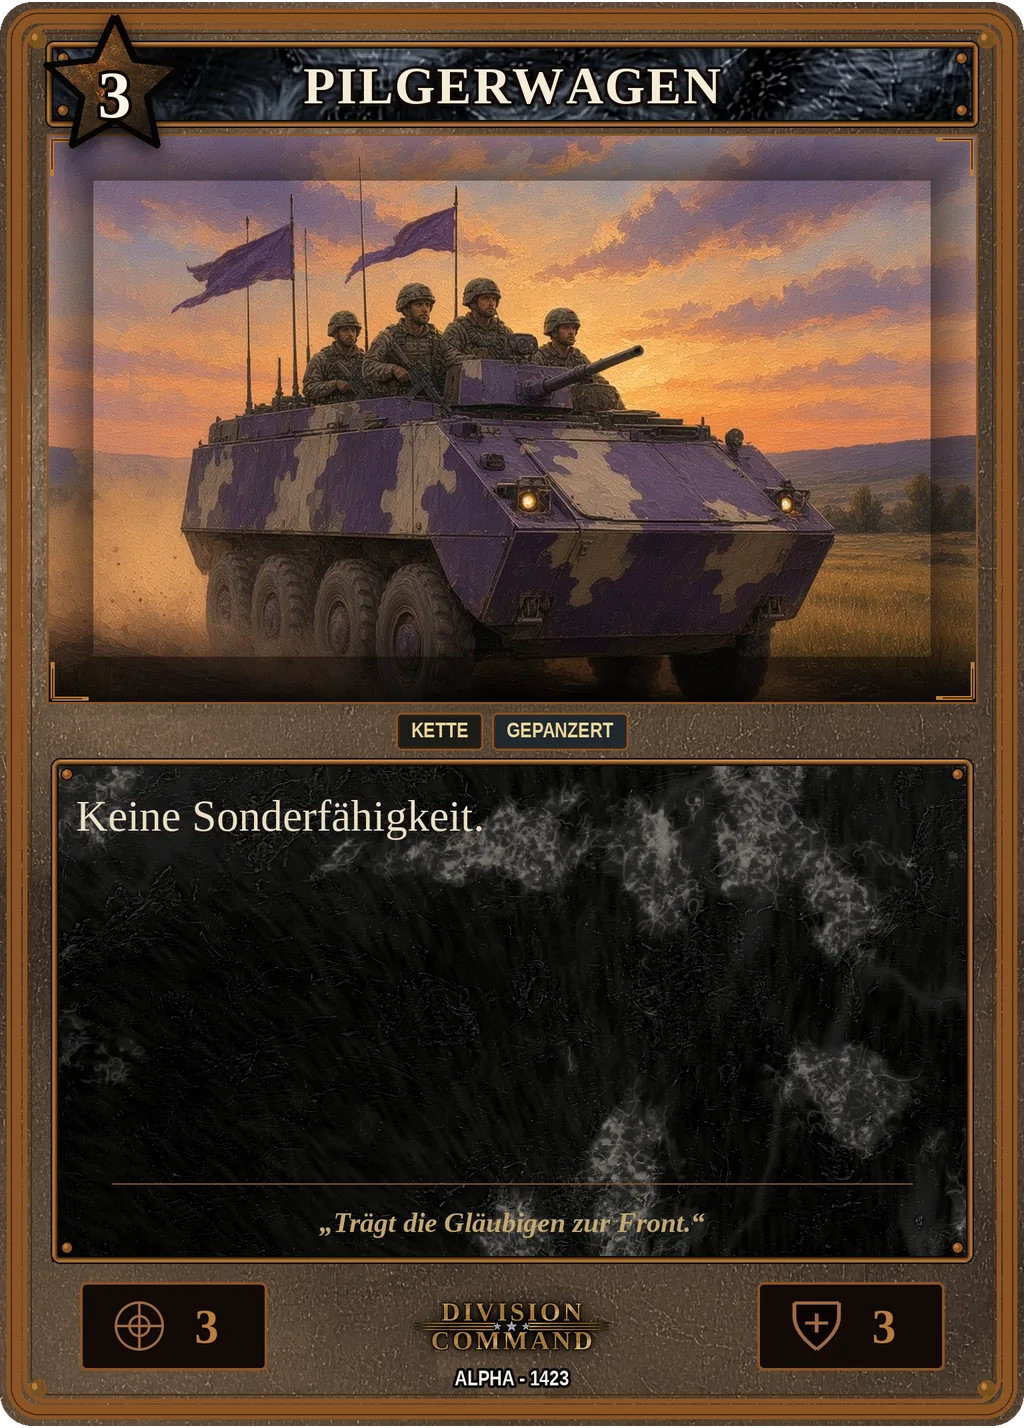 3
PILGERWAGEN
KETTE
GEPANZERT
Keine Sonderfähigkeit.
„Trägt die Gläubigen zur Front.“
3
DIVISION
COMMAND
ALPHA - 1423
3